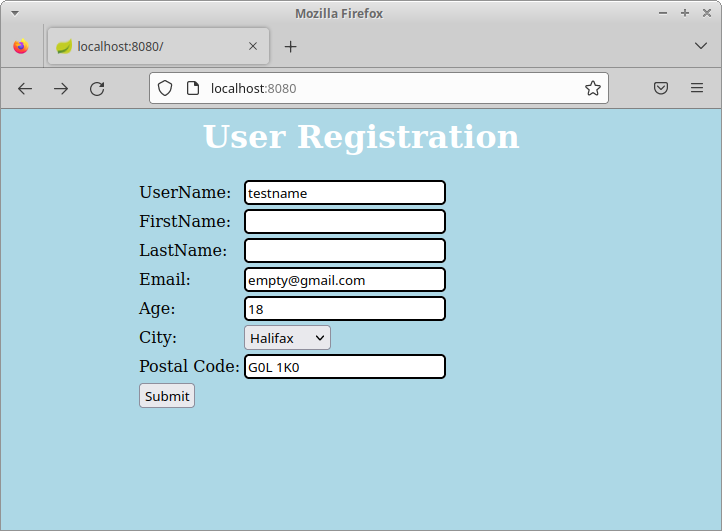 Mozilla Firefox
localhost:8080/
localhost:8080
User Registration
UserName: testname
FirstName:
LastName:
Email: empty@gmail.com
Age: 18
City: Halifax
Postal Code: G0L 1K0
Submit